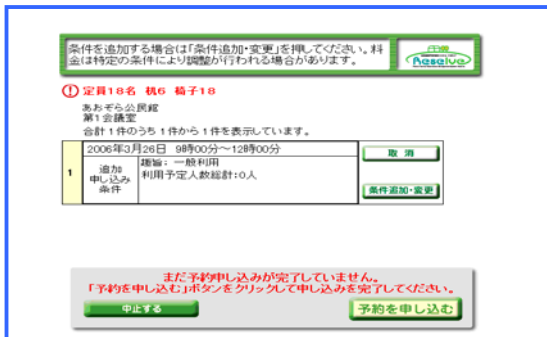 条件を追加する場合は「条件追加･変更」を押してください。料
金は特定の条件により調整が行われる場合があります。
Reselve
! 定員18名 机6 椅子18
あおぞら公民館
第1会議室
合計1件のうち1件から1件を表示しています。
2006年3月26日 9時00分～12時00分
取消
1
追加
申し込み
条件
趣旨: 一般利用
利用予定人数総計:0人
条件追加･変更
まだ予約申し込みが完了していません。
「予約を申し込む」ボタンをクリックして申し込みを完了してください。
中止する
予約を申し込む